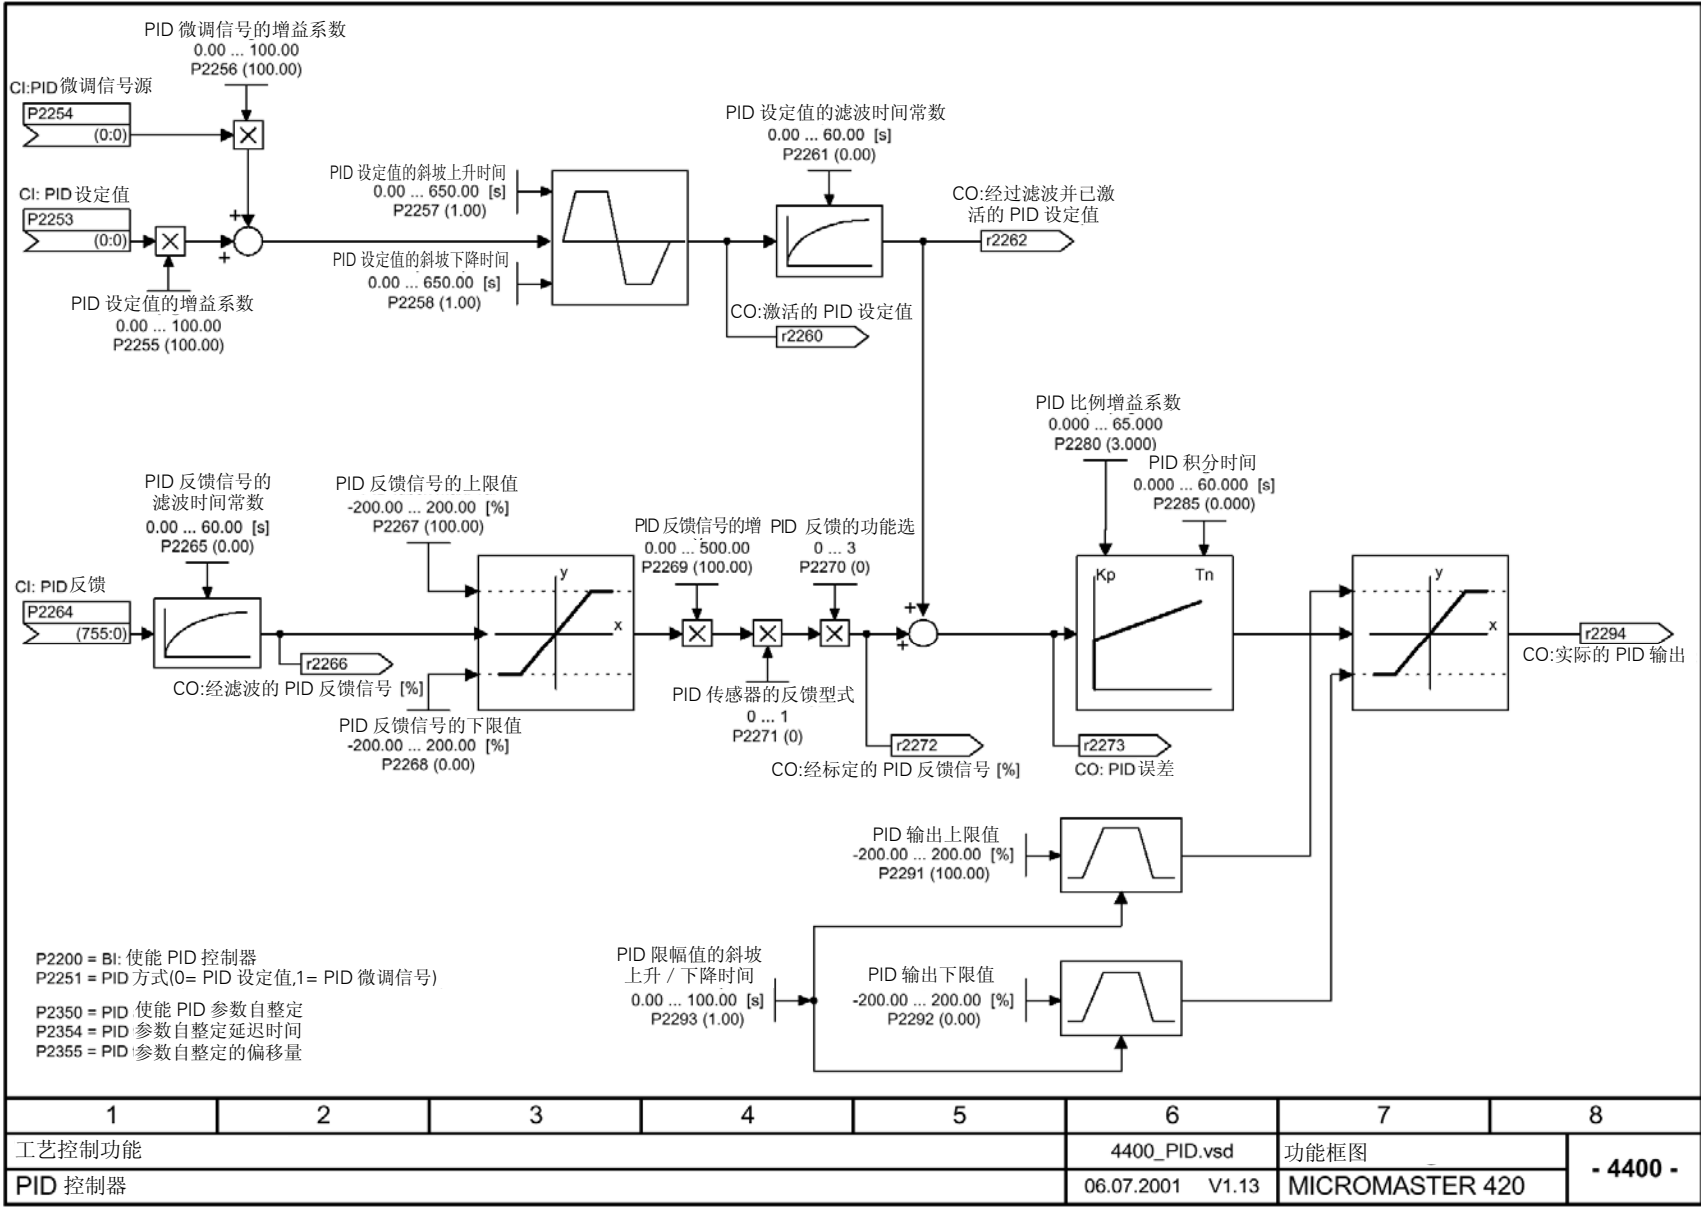 PID 微调信号的增益系数
0.00 ... 100.00
P2256 (100.00)
CI:PID微调信号源
P2254
(0:0)
CI: PID设定值
P2253
(0:0)
PID 设定值的增益系数
0.00 ... 100.00
P2255 (100.00)
PID 设定值的斜坡上升时间
0.00 ... 650.00 [s]
P2257 (1.00)
PID 设定值的斜坡下降时间
0.00 ... 650.00 [s]
P2258 (1.00)
PID 设定值的滤波时间常数
0.00 ... 60.00 [s]
P2261 (0.00)
CO:经过滤波并已激
活的 PID 设定值
r2262
CO:激活的 PID 设定值
r2260
+
+
PID 比例增益系数
0.000 ... 65.000
P2280 (3.000)
PID 积分时间
0.000 ... 60.000 [s]
P2285 (0.000)
PID 反馈信号的
滤波时间常数
0.00 ... 60.00 [s]
P2265 (0.00)
CI: PID反馈
P2264
(755:0)
r2266
CO:经滤波的 PID 反馈信号 [%]
PID 反馈信号的上限值
-200.00 ... 200.00 [%]
P2267 (100.00)
PID 反馈信号的下限值
-200.00 ... 200.00 [%]
P2268 (0.00)
y
x
PID 反馈信号的增
0.00 ... 500.00
P2269 (100.00)
PID 反馈的功能选
0 ... 3
P2270 (0)
PID 传感器的反馈型式
0 ... 1
P2271 (0)
+
+
r2272
CO:经标定的 PID 反馈信号 [%]
r2273
CO: PID误差
Kp
Tn
y
x
r2294
CO:实际的 PID 输出
PID 输出上限值
-200.00 ... 200.00 [%]
P2291 (100.00)
PID 限幅值的斜坡
上升 / 下降时间
0.00 ... 100.00 [s]
P2293 (1.00)
PID 输出下限值
-200.00 ... 200.00 [%]
P2292 (0.00)
P2200 = BI: 使能 PID 控制器
P2251 = PID 方式(0= PID 设定值,1= PID 微调信号)
P2350 = PID 使能 PID 参数自整定
P2354 = PID 参数自整定延迟时间
P2355 = PID 参数自整定的偏移量
1 2 3 4 5 6 7 8
工艺控制功能 4400_PID.vsd 功能框图
- 4400 -
PID 控制器 06.07.2001 V1.13 MICROMASTER 420